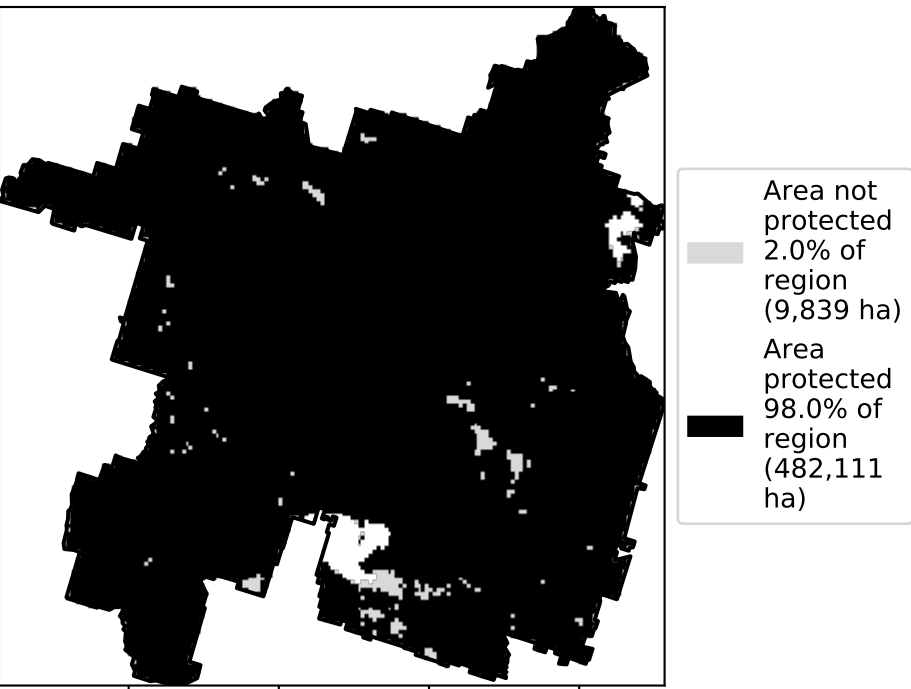 Area not
protected
2.0% of
region
(9,839 ha)
Area
protected
98.0% of
region
(482,111
ha)